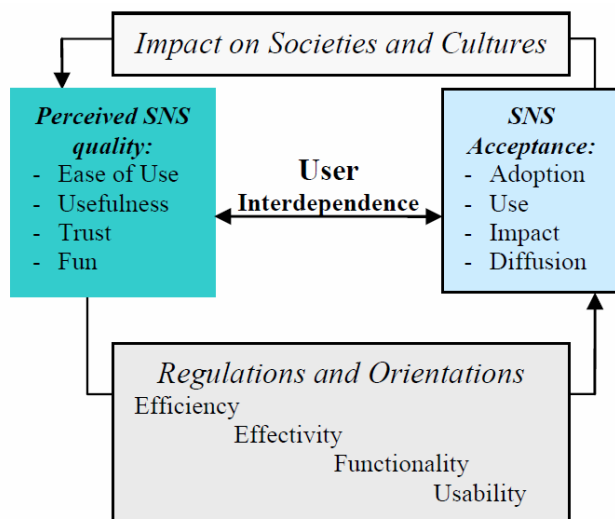 Impact on Societies and Cultures
Perceived SNS
quality:
- Ease of Use
- Usefulness
- Trust
- Fun
User
Interdependence
SNS
Acceptance:
- Adoption
- Use
- Impact
- Diffusion
Regulations and Orientations
Efficiency
Effectivity
Functionality
Usability